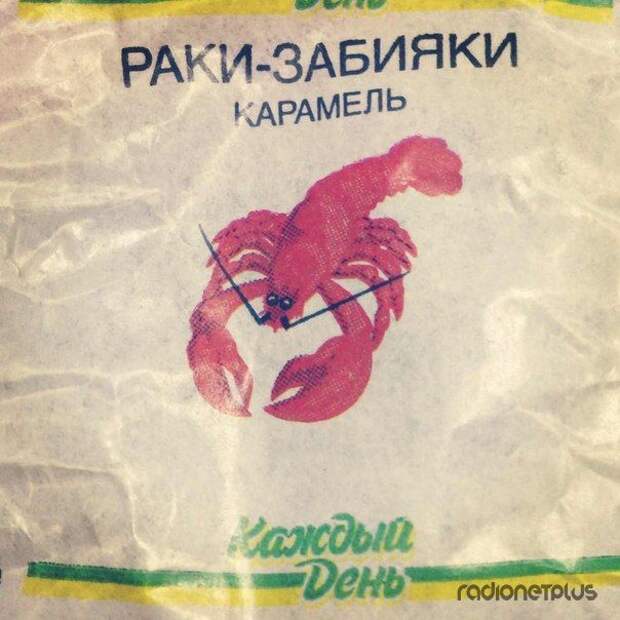 День
РАКИ-ЗАБИЯКИ
КАРАМЕЛЬ
Каждый
День
radionetplus